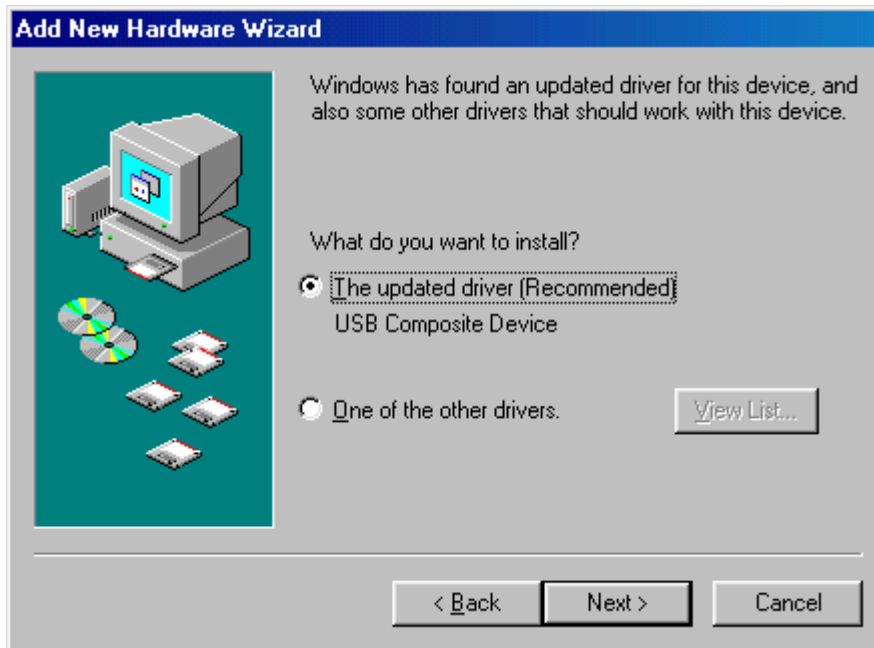 Add New Hardware Wizard
Windows has found an updated driver for this device, and
also some other drivers that should work with this device.
What do you want to install?
The updated driver (Recommended)
USB Composite Device
One of the other drivers.
View List...
< Back
Next >
Cancel